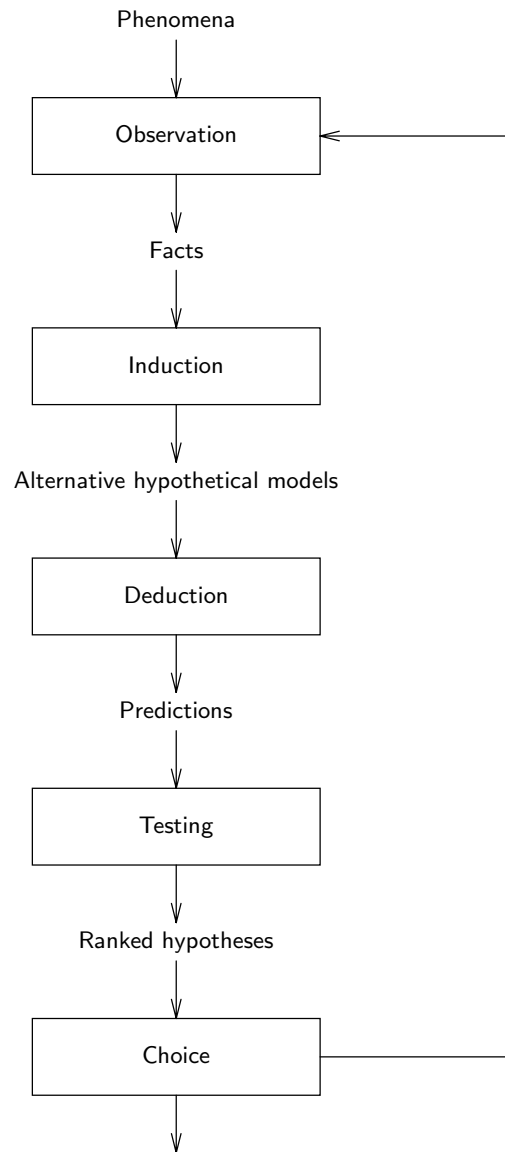 Phenomena
Observation
Facts
Induction
Alternative hypothetical models
Deduction
Predictions
Testing
Ranked hypotheses
Choice